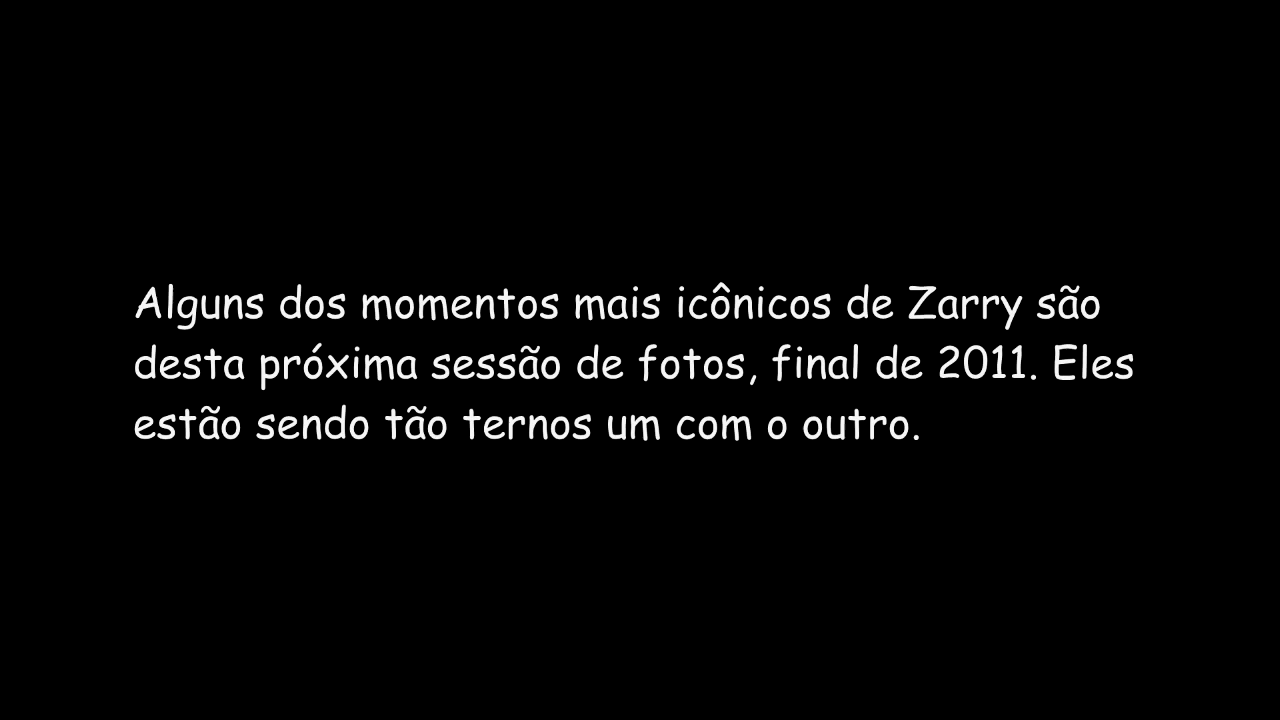 Alguns dos momentos mais icônicos de Zarry são
desta próxima sessão de fotos, final de 2011. Eles
estão sendo tão ternos um com o outro.